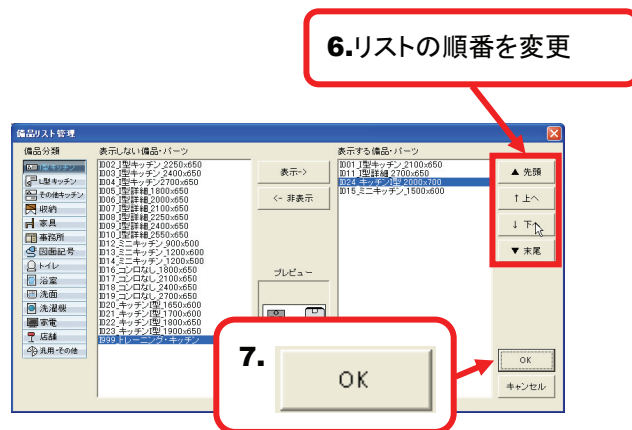 6.リストの順番を変更
備品リスト管理
備品分類
I型キッチン
L型キッチン
その他キッチン
収納
家具
事務所
図面記号
トイレ
浴室
洗面
洗濯機
家電
店舗
汎用・その他
表示しない備品・パーツ
I002_I型キッチン_2250x650
I003_I型キッチン_2400x650
I004_I型キッチン2700x650
I005_I型詳細_1800x650
I006_I型詳細_2000x650
I007_I型詳細_2100x650
I008_I型詳細_2250x650
I009_I型詳細_2400x650
I010_I型詳細_2550x650
I012_ミニキッチン_900x500
I013_ミニキッチン_1200x600
I014_ミニキッチン_1200x500
I016_コンロなし_1800x650
I017_コンロなし_2100x650
I018_コンロなし_2400x650
I019_コンロなし_2700x650
I020_キッチンI型_1650x600
I021_キッチンI型_1700x600
I022_キッチンI型_1800x650
I023_キッチンI型_1900x650
I999_トレーニング・キッチン
表示->
<- 非表示
プレビュー
表示する備品・パーツ
I001_I型キッチン_2100x650
I011_I型詳細_2700x650
I024_キッチンI型_2000x700
I015_ミニキッチン_1500x600
▲ 先頭
↑ 上へ
↓ 下へ
▼ 末尾
7.
OK
OK
キャンセル